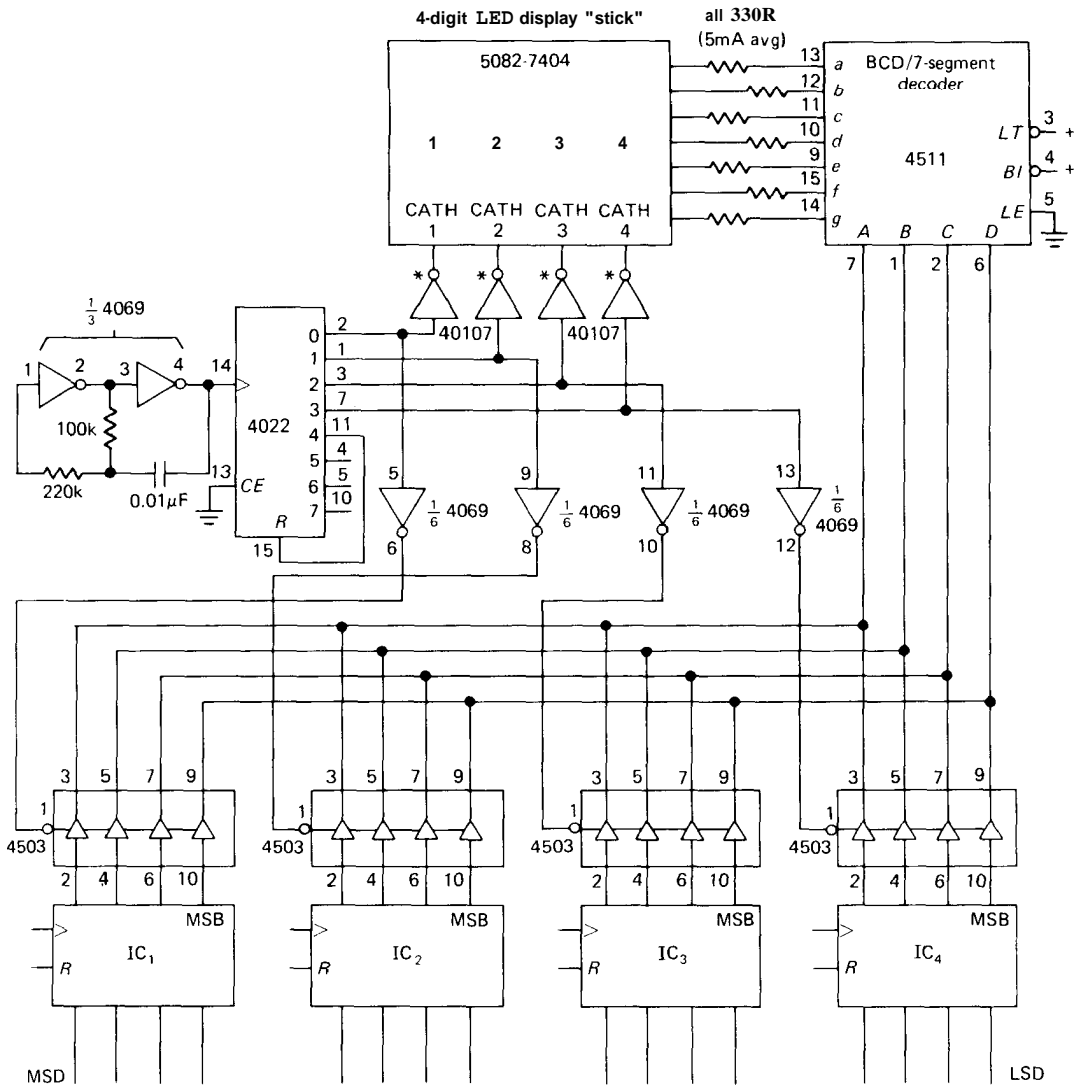 4-digit LED display "stick"
all 330R
(5mA avg)
5082-7404
1 2 3 4
CATH CATH CATH CATH
1 2 3 4
13 a
12 b
11 c
10 d
9 e
15 f
14 g
BCD/7-segment
decoder
4511
LT 3 +
BI 4 +
LE 5
A B C D
7 1 2 6
* * * *
40107 40107
1/3 4069
1 2 3 4
100k
220k
0.01μF
14
13 CE
4022
R
15
0 2
1 1
2 3
3 7
4 11
5 4
6 5
7 10
5 9 11 13
1/6 4069 1/6 4069 1/6 4069 1/6 4069
6 8 10 12
3 5 7 9 3 5 7 9 3 5 7 9 3 5 7 9
1 1 1 1
4503 4503 4503 4503
2 4 6 10 2 4 6 10 2 4 6 10 2 4 6 10
MSB MSB MSB MSB
IC1 IC2 IC3 IC4
R R R R
MSD LSD